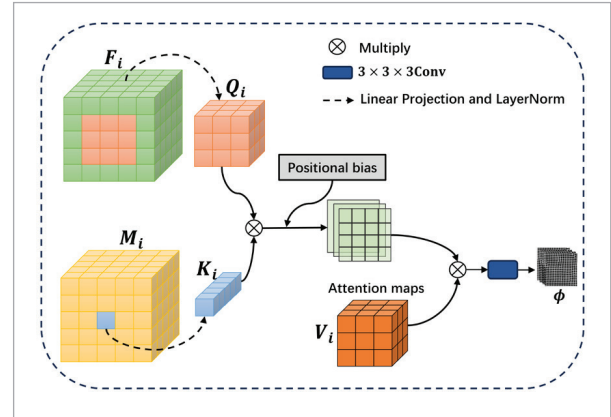 F_i
Q_i
Multiply
3 × 3 × 3Conv
Linear Projection and LayerNorm
Positional bias
M_i
K_i
Attention maps
V_i
ϕ